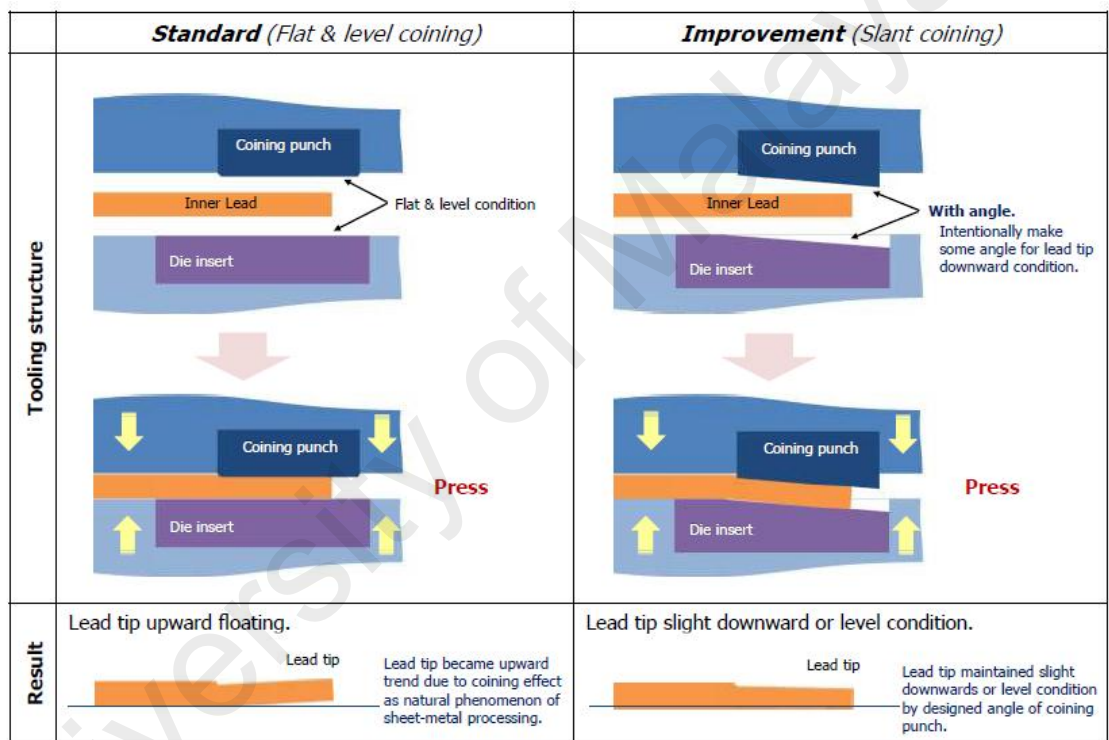 Standard (Flat & level coining)
Improvement (Slant coining)
Tooling structure
Coining punch
Inner Lead
Flat & level condition
Die insert
Coining punch
Die insert
Press
Coining punch
Inner Lead
With angle.
Intentionally make
some angle for lead tip
downward condition.
Die insert
Coining punch
Die insert
Press
Result
Lead tip upward floating.
Lead tip
Lead tip became upward
trend due to coining effect
as natural phenomenon of
sheet-metal processing.
Lead tip slight downward or level condition.
Lead tip
Lead tip maintained slight
downwards or level condition
by designed angle of coining
punch.
versity of Malay